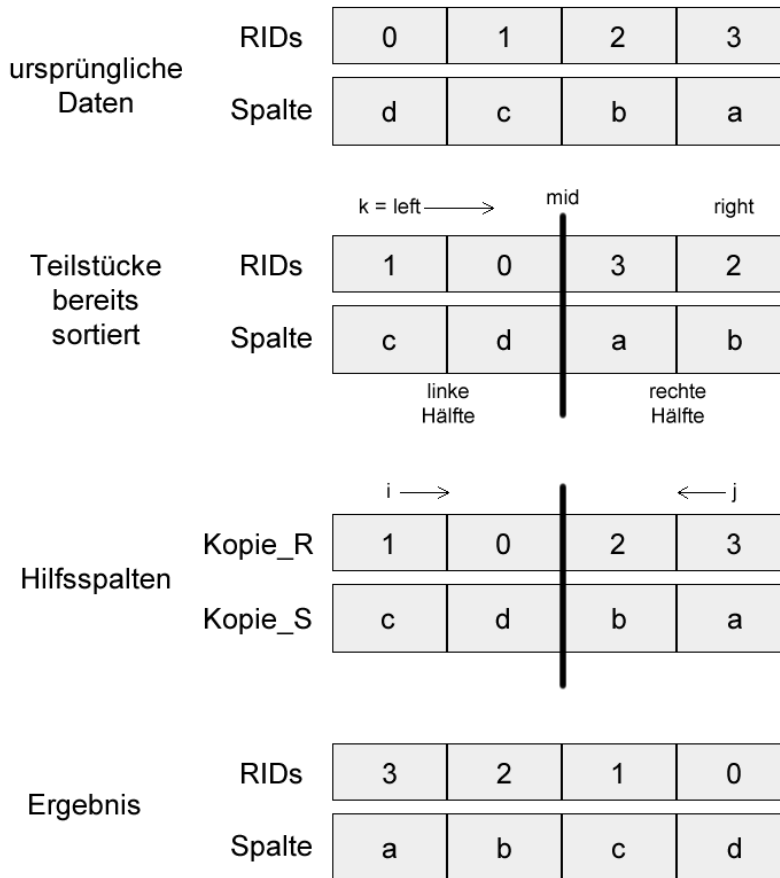 ursprüngliche
Daten
RIDs 0 1 2 3
Spalte d c b a
k = left mid right
Teilstücke
bereits
sortiert
RIDs 1 0 3 2
Spalte c d a b
linke
Hälfte
rechte
Hälfte
i j
Hilfsspalten
Kopie_R 1 0 2 3
Kopie_S c d b a
Ergebnis
RIDs 3 2 1 0
Spalte a b c d